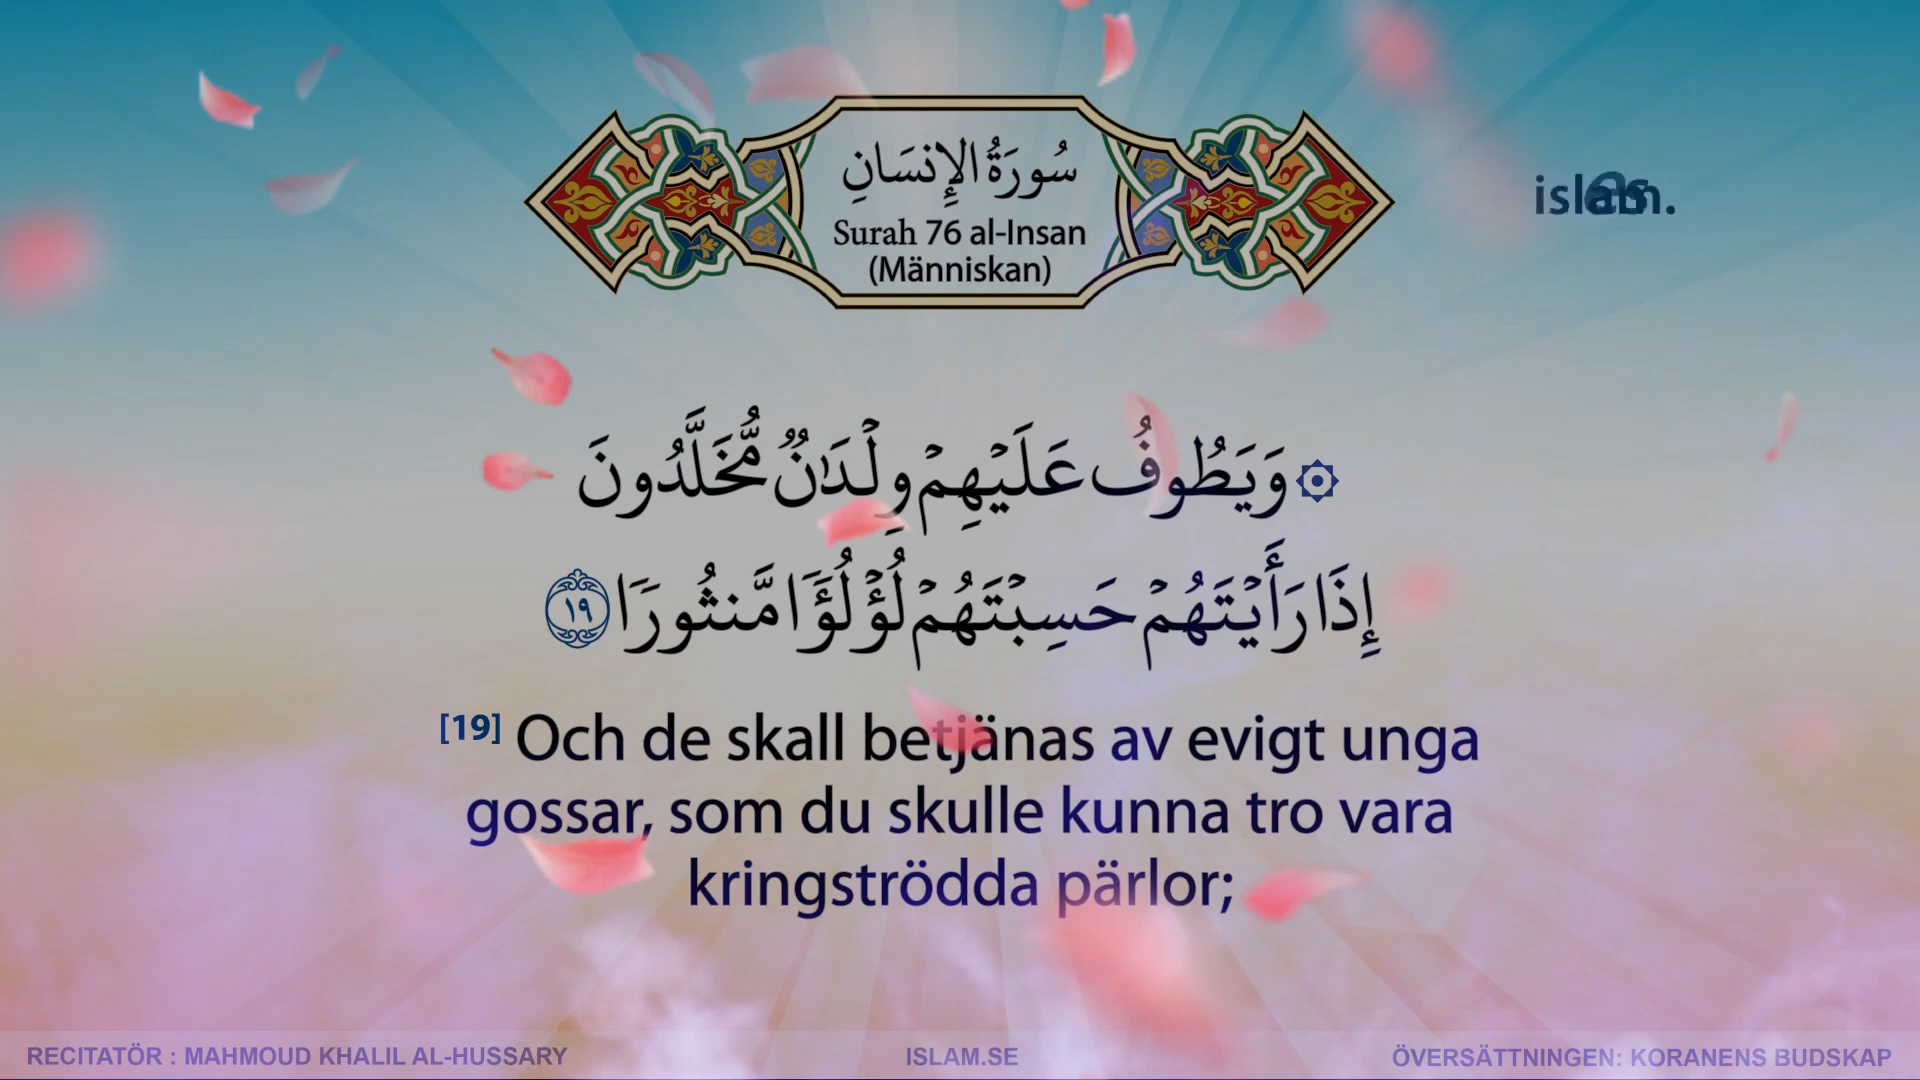 سُورَةُ الإِنسَانِ
Surah 76 al-Insan
(Människan)
۞ وَيَطُوفُ عَلَيْهِمْ وِلْدَٰنٌ مُّخَلَّدُونَ
إِذَا رَأَيْتَهُمْ حَسِبْتَهُمْ لُؤْلُؤًا مَّنثُورًا ١٩
[19] Och de skall betjänas av evigt unga
gossar, som du skulle kunna tro vara
kringströdda pärlor;
RECITATÖR : MAHMOUD KHALIL AL-HUSSARY
ISLAM.SE
ÖVERSÄTTNINGEN: KORANENS BUDSKAP